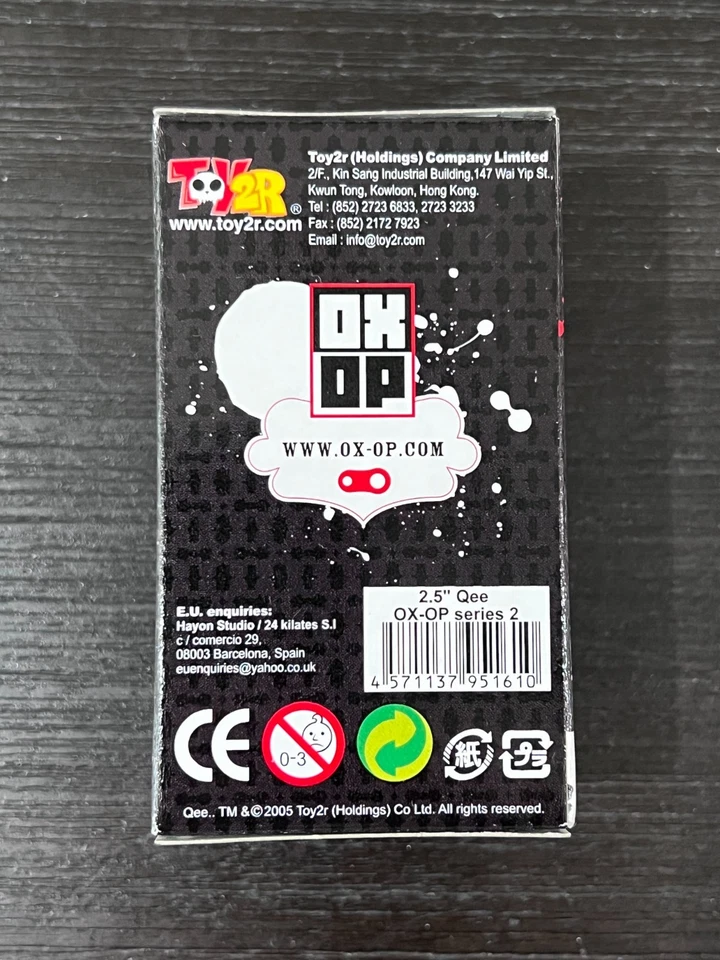 TOY2R®
www.toy2r.com
Toy2r (Holdings) Company Limited
2/F., Kin Sang Industrial Building,147 Wai Yip St.,
Kwun Tong, Kowloon, Hong Kong.
Tel : (852) 2723 6833, 2723 3233
Fax : (852) 2172 7923
Email : info@toy2r.com
OX
OP
WWW.OX-OP.COM
E.U. enquiries:
Hayon Studio / 24 kilates S.l
c / comercio 29,
08003 Barcelona, Spain
euenquiries@yahoo.co.uk
2.5" Qee
OX-OP series 2
4 571137 951610
CE
0-3
紙
プラ
Qee.. TM &©2005 Toy2r (Holdings) Co Ltd. All rights reserved.